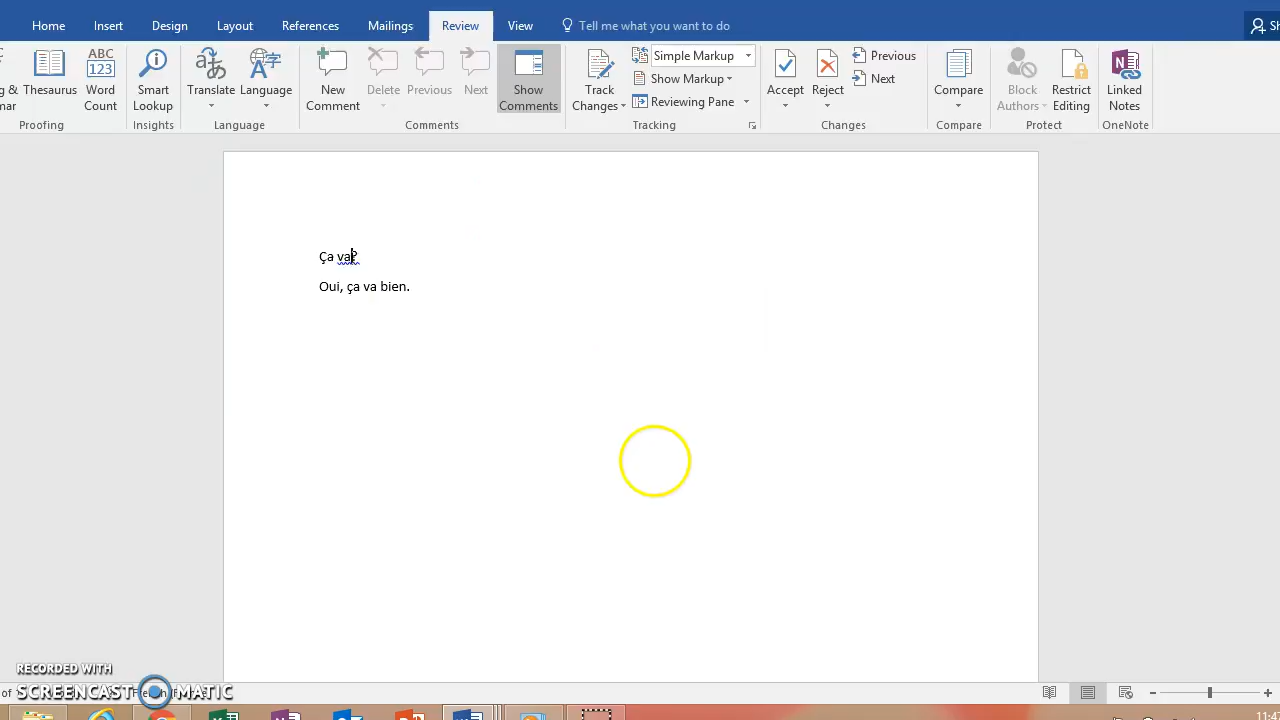 Home Insert Design Layout References Mailings Review View Tell me what you want to do
Simple Markup
Show Markup
Reviewing Pane
Previous
Next
Thesaurus Word Count Smart Lookup Translate Language New Comment Delete Previous Next Show Comments Track Changes Accept Reject Compare Block Authors Restrict Editing Linked Notes
ABC
123
Proofing Insights Language Comments Tracking Changes Compare Protect OneNote
Ça va?
Oui, ça va bien.
RECORDED WITH
SCREENCAST MATIC